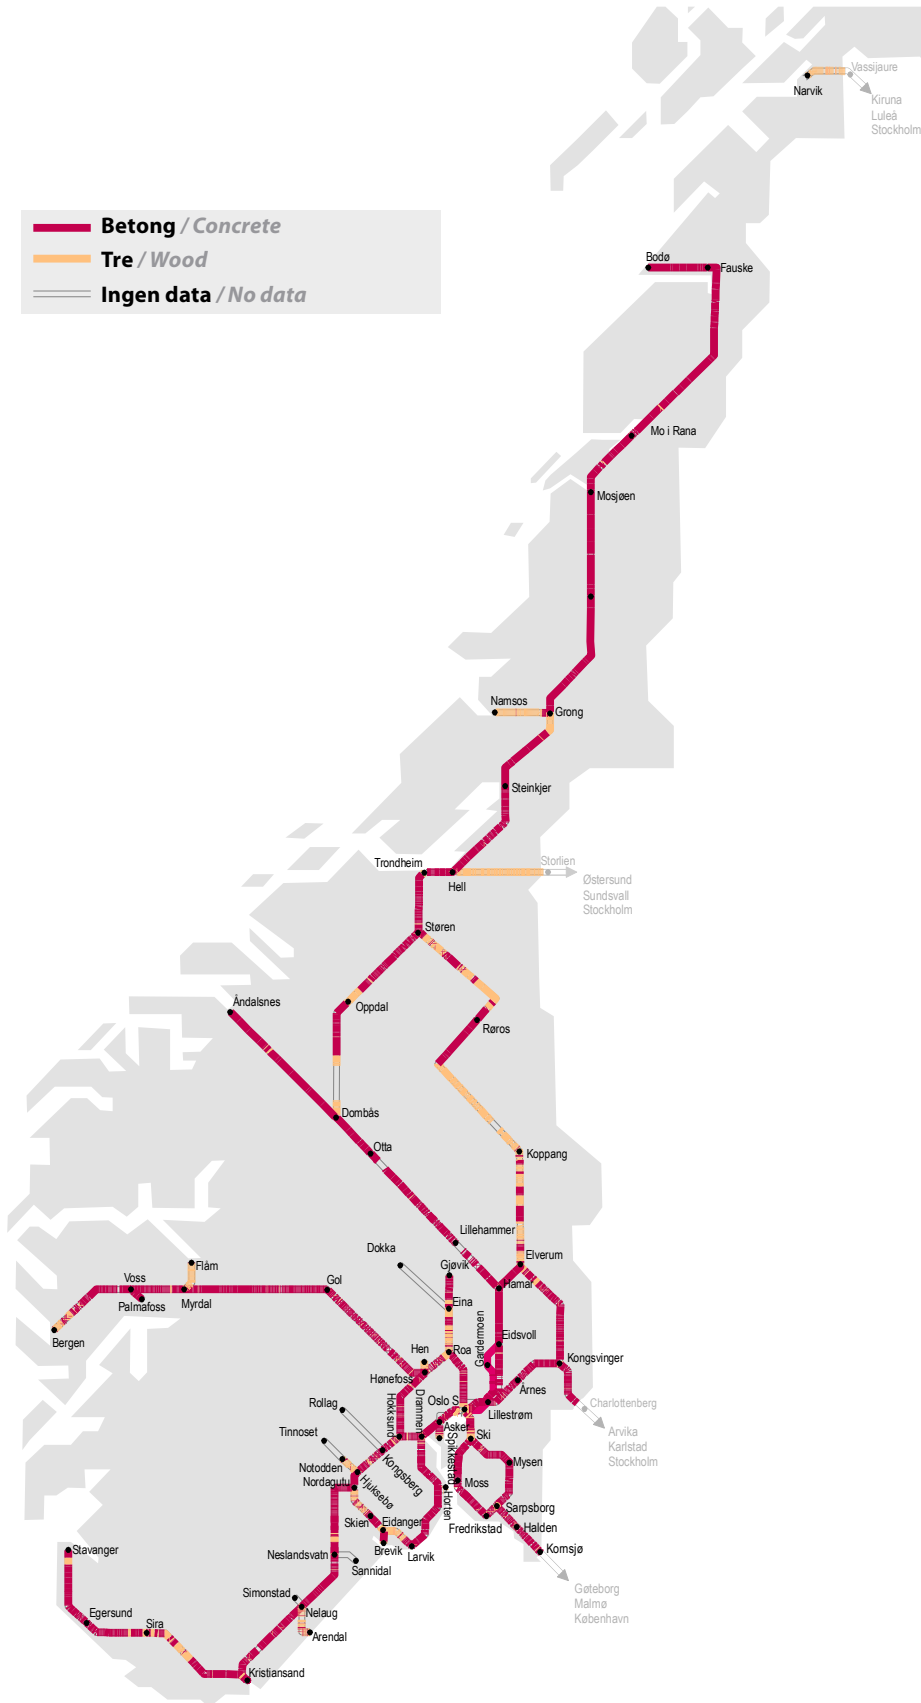 Vassijaure
Narvik
Kiruna
Luleå
Stockholm
Betong / Concrete
Tre / Wood
Ingen data / No data
Bodø
Fauske
Mo i Rana
Mosjøen
Namsos
Grong
Steinkjer
Trondheim
Storlien
Hell
Østersund
Sundsvall
Stockholm
Støren
Åndalsnes
Oppdal
Røros
Dombås
Otta
Koppang
Lillehammer
Dokka
Gjøvik
Elverum
Flåm
Voss
Palmafoss
Myrdal
Gol
Hamar
Eina
Bergen
Gardermoen
Eidsvoll
Hen
Roa
Hønefoss
Kongsvinger
Årnes
Rollag
Hokksund
Drammen
Oslo S
Lillestrøm
Charlottenberg
Tinnoset
Asker
Spikkestad
Ski
Arvika
Karlstad
Stockholm
Notodden
Nordagutu
Hjuksebø
Kongsberg
Moss
Mysen
Horten
Sarpsborg
Skien
Eidanger
Fredrikstad
Halden
Stavanger
Brevik
Larvik
Kornsjø
Neslandsvatn
Sannidal
Simonstad
Nelaug
Gøteborg
Malmø
København
Egersund
Sira
Arendal
Kristiansand